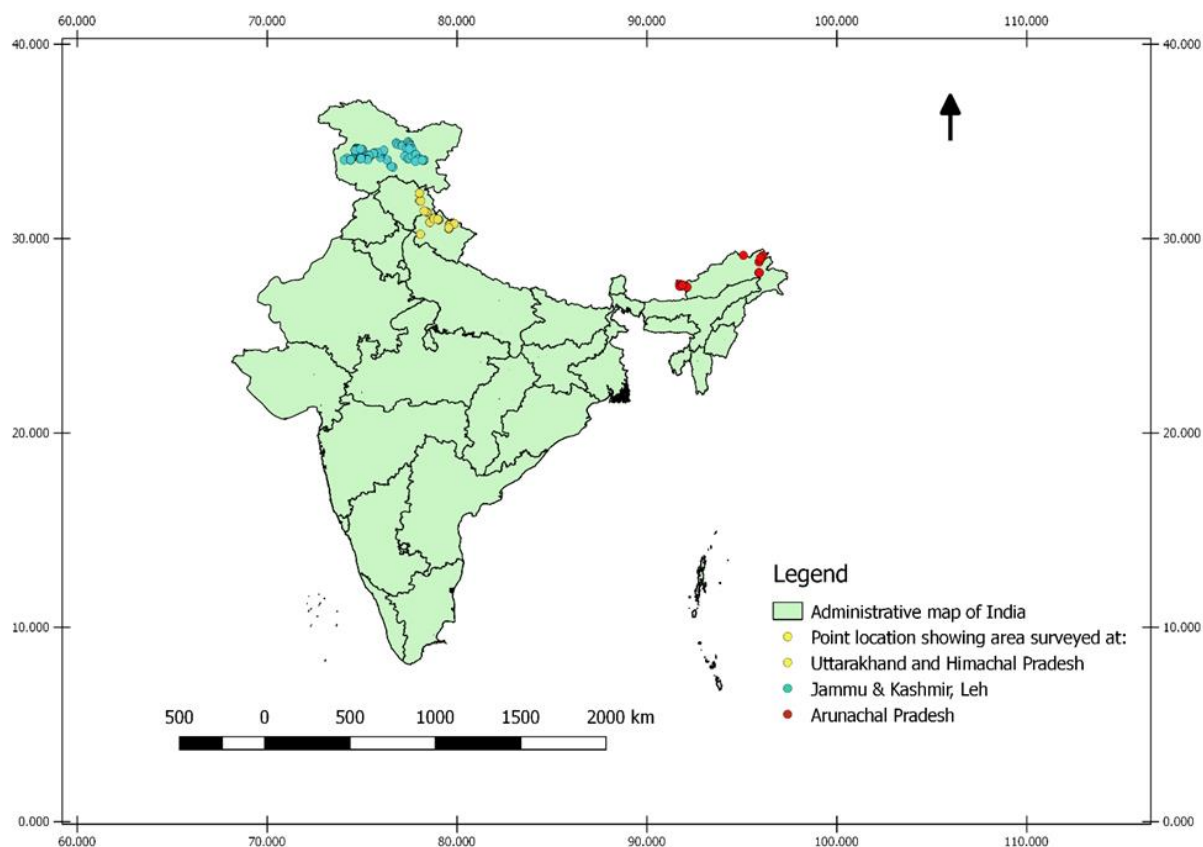 60.000 70.000 80.000 90.000 100.000 110.000
40.000 40.000
30.000 30.000
20.000 20.000
Legend
Administrative map of India
10.000 Point location showing area surveyed at: 10.000
Uttarakhand and Himachal Pradesh
Jammu & Kashmir, Leh
500 0 500 1000 1500 2000 km
Arunachal Pradesh
0.000 0.000
60.000 70.000 80.000 90.000 100.000 110.000